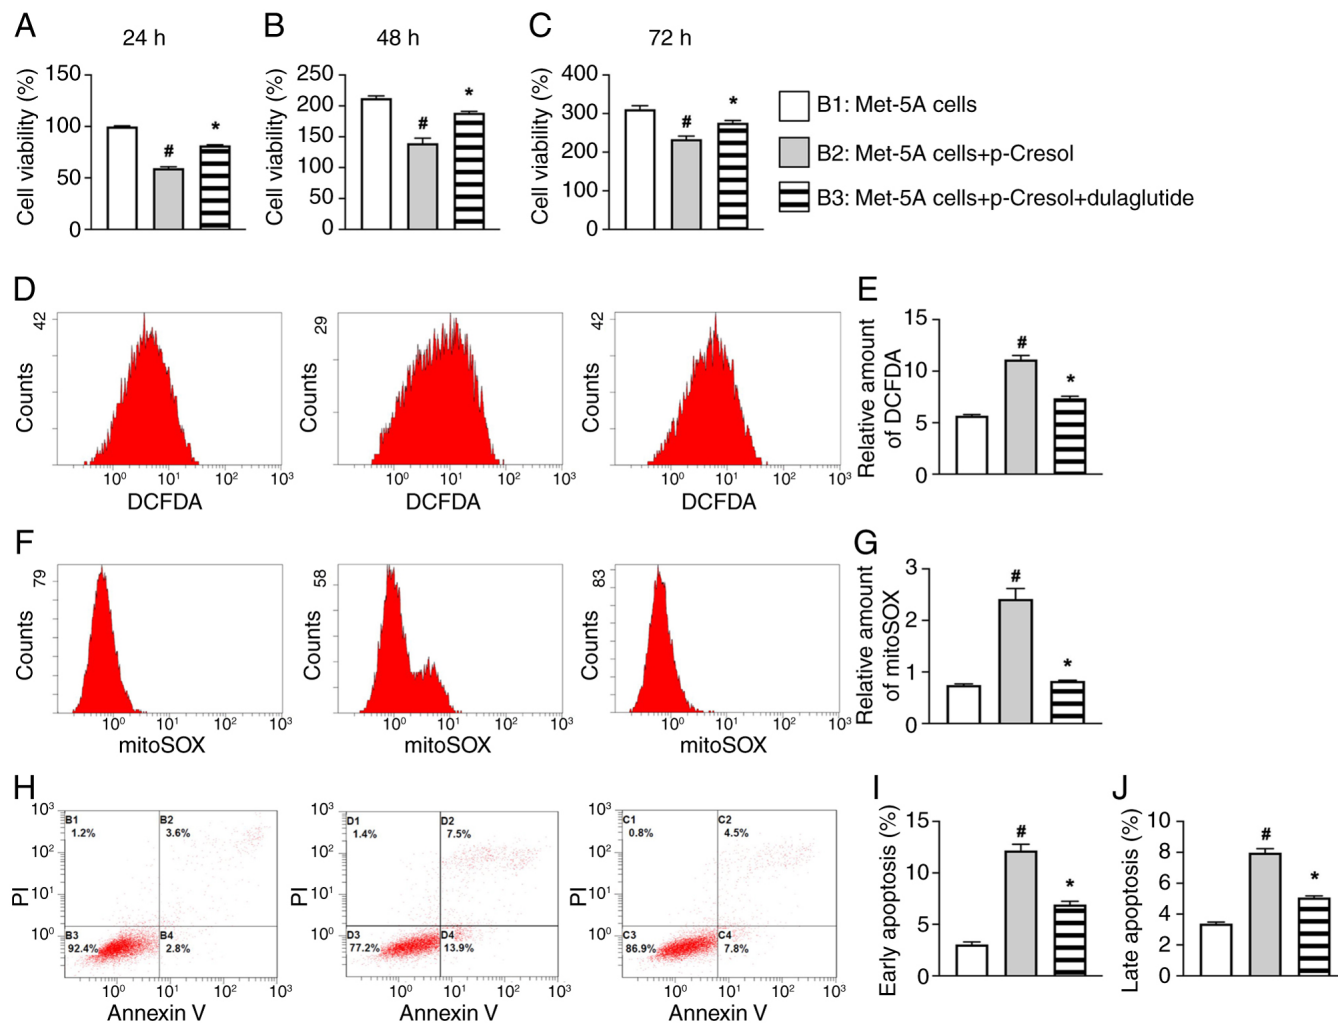 A
24 h
Cell viability (%)
150
100
50
0
#
*
B
48 h
Cell viability (%)
250
200
150
100
50
0
#
*
C
72 h
Cell viability (%)
400
300
200
100
0
#
*
B1: Met-5A cells
B2: Met-5A cells+p-Cresol
B3: Met-5A cells+p-Cresol+dulaglutide
D
42
Counts
10⁰ 10¹ 10² 10³
DCFDA
29
Counts
10⁰ 10¹ 10² 10³
DCFDA
42
Counts
10⁰ 10¹ 10² 10³
DCFDA
E
Relative amount
of DCFDA
15
10
5
0
#
*
F
79
Counts
10⁰ 10¹ 10² 10³
mitoSOX
58
Counts
10⁰ 10¹ 10² 10³
mitoSOX
83
Counts
10⁰ 10¹ 10² 10³
mitoSOX
G
Relative amount
of mitoSOX
3
2
1
0
#
*
H
PI
10³
10²
10¹
10⁰
B1
1.2%
B2
3.6%
B3
92.4%
B4
2.8%
10⁰ 10¹ 10² 10³
Annexin V
PI
10³
10²
10¹
10⁰
D1
1.4%
D2
7.5%
D3
77.2%
D4
13.9%
10⁰ 10¹ 10² 10³
Annexin V
PI
10³
10²
10¹
10⁰
C1
0.8%
C2
4.5%
C3
86.9%
C4
7.8%
10⁰ 10¹ 10² 10³
Annexin V
I
Early apoptosis (%)
15
10
5
0
#
*
J
Late apoptosis (%)
10
8
6
4
2
0
#
*